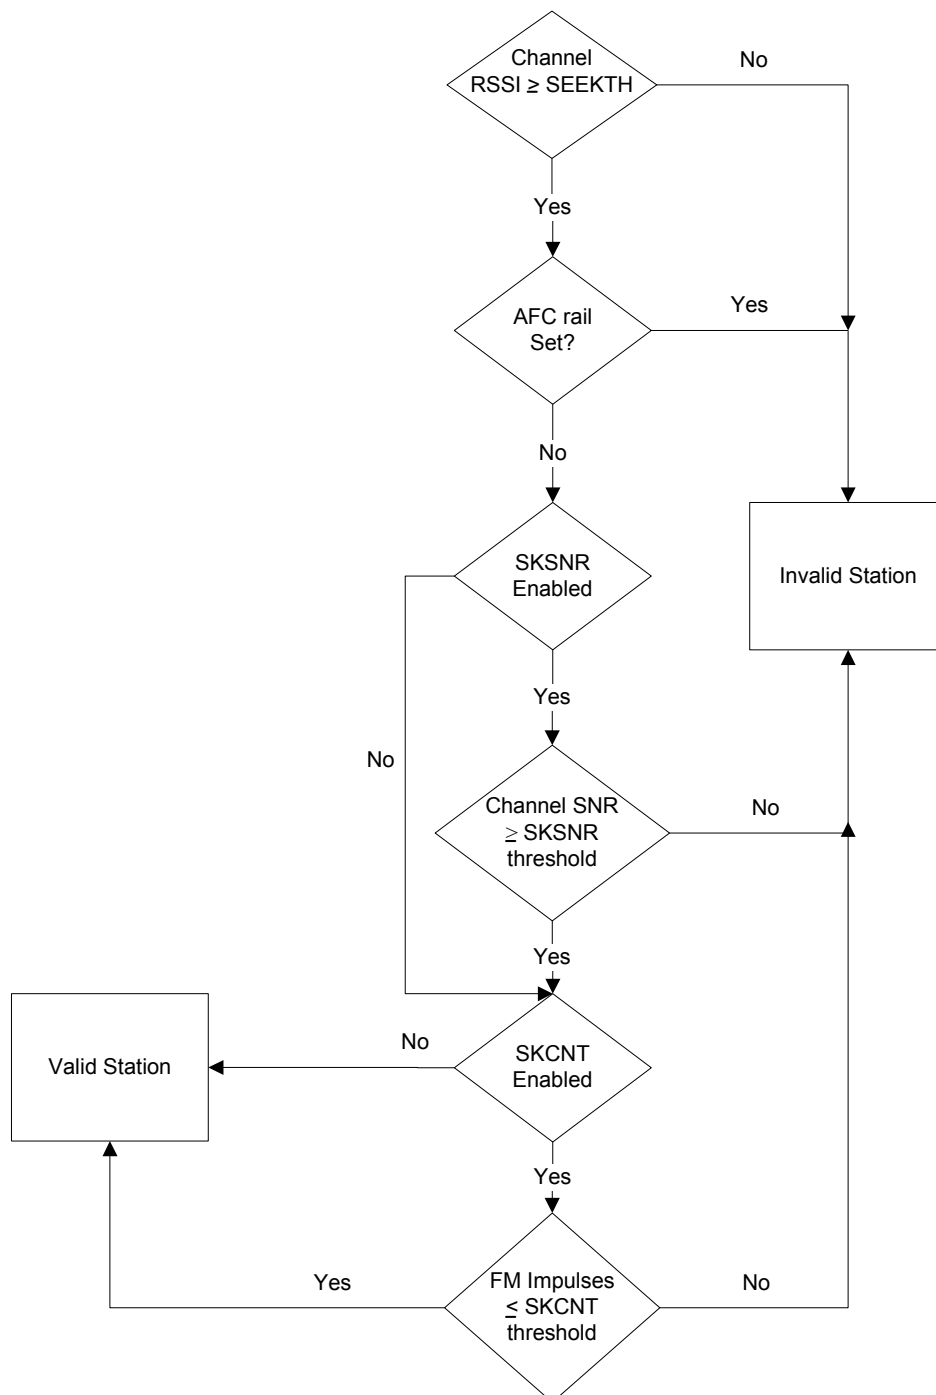 Channel
RSSI ≥ SEEKTH
No
Yes
AFC rail
Set?
Yes
No
SKSNR
Enabled
Invalid Station
Yes
No
Channel SNR
≥ SKSNR
threshold
No
Yes
SKCNT
Enabled
No
Valid Station
Yes
FM Impulses
≤ SKCNT
threshold
Yes
No